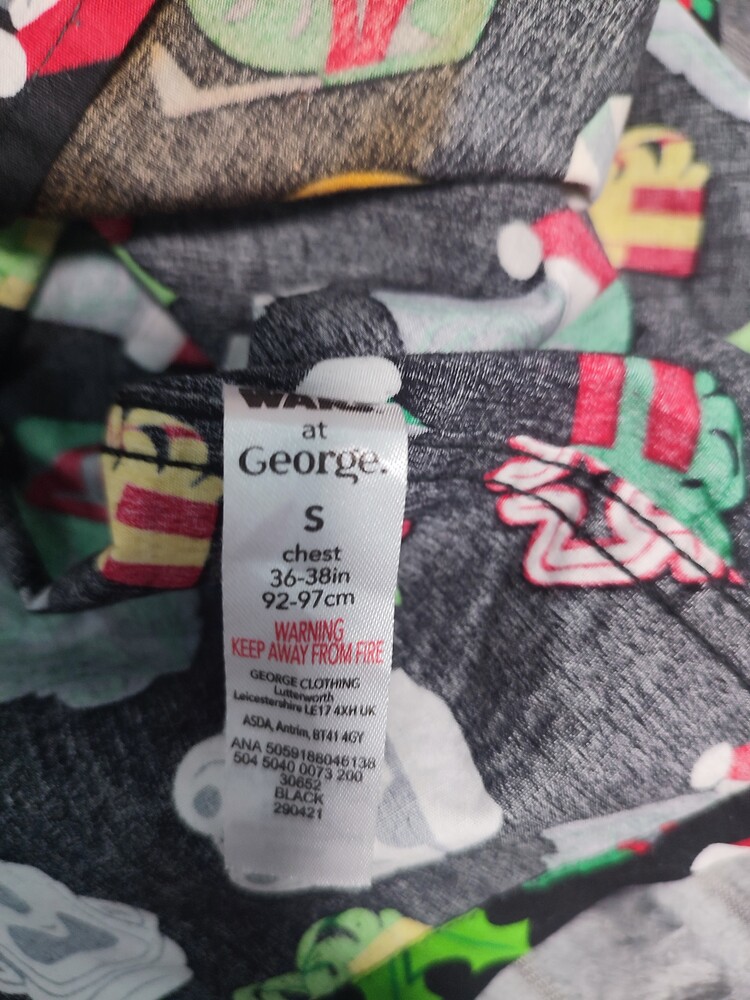 WARS
at
George.
S
chest
36-38in
92-97cm
WARNING
KEEP AWAY FROM FIRE
GEORGE CLOTHING
Lutterworth
Leicestershire LE17 4XH UK
ASDA, Antrim, BT41 4GY
ANA 5059186046138
504 5040 0073 200
30652
BLACK
290421